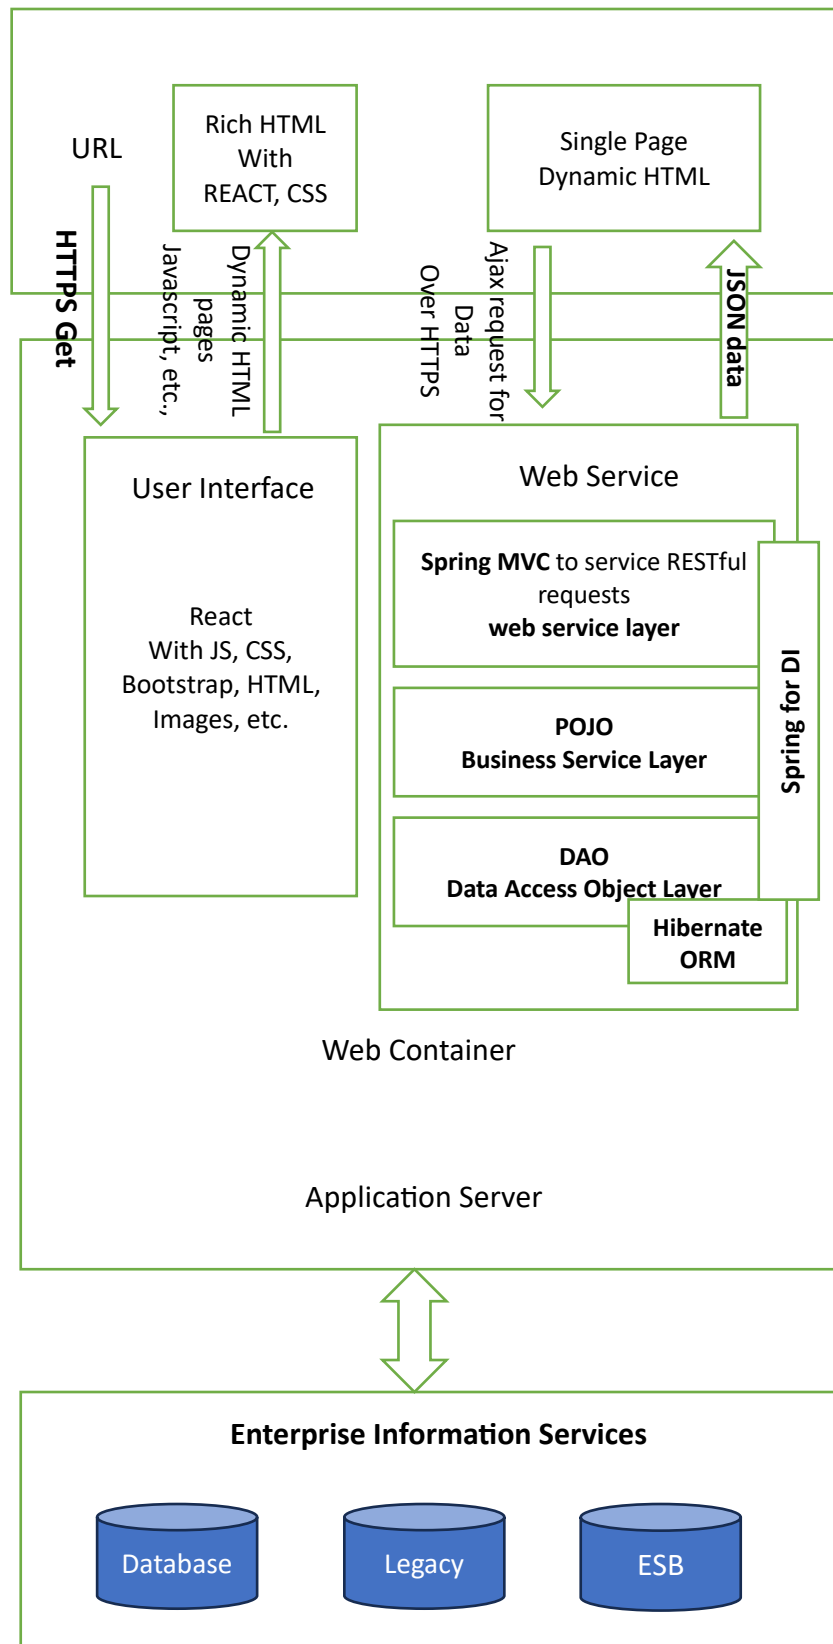 URL
Rich HTML
With
REACT, CSS
Single Page
Dynamic HTML
HTTPS Get
Dynamic HTML
pages
Javascript, etc.,
Ajax request for
Data
Over HTTPS
JSON data
User Interface
React
With JS, CSS,
Bootstrap, HTML,
Images, etc.
Web Service
Spring MVC to service RESTful
requests
web service layer
POJO
Business Service Layer
DAO
Data Access Object Layer
Spring for DI
Hibernate
ORM
Web Container
Application Server
Enterprise Information Services
Database
Legacy
ESB